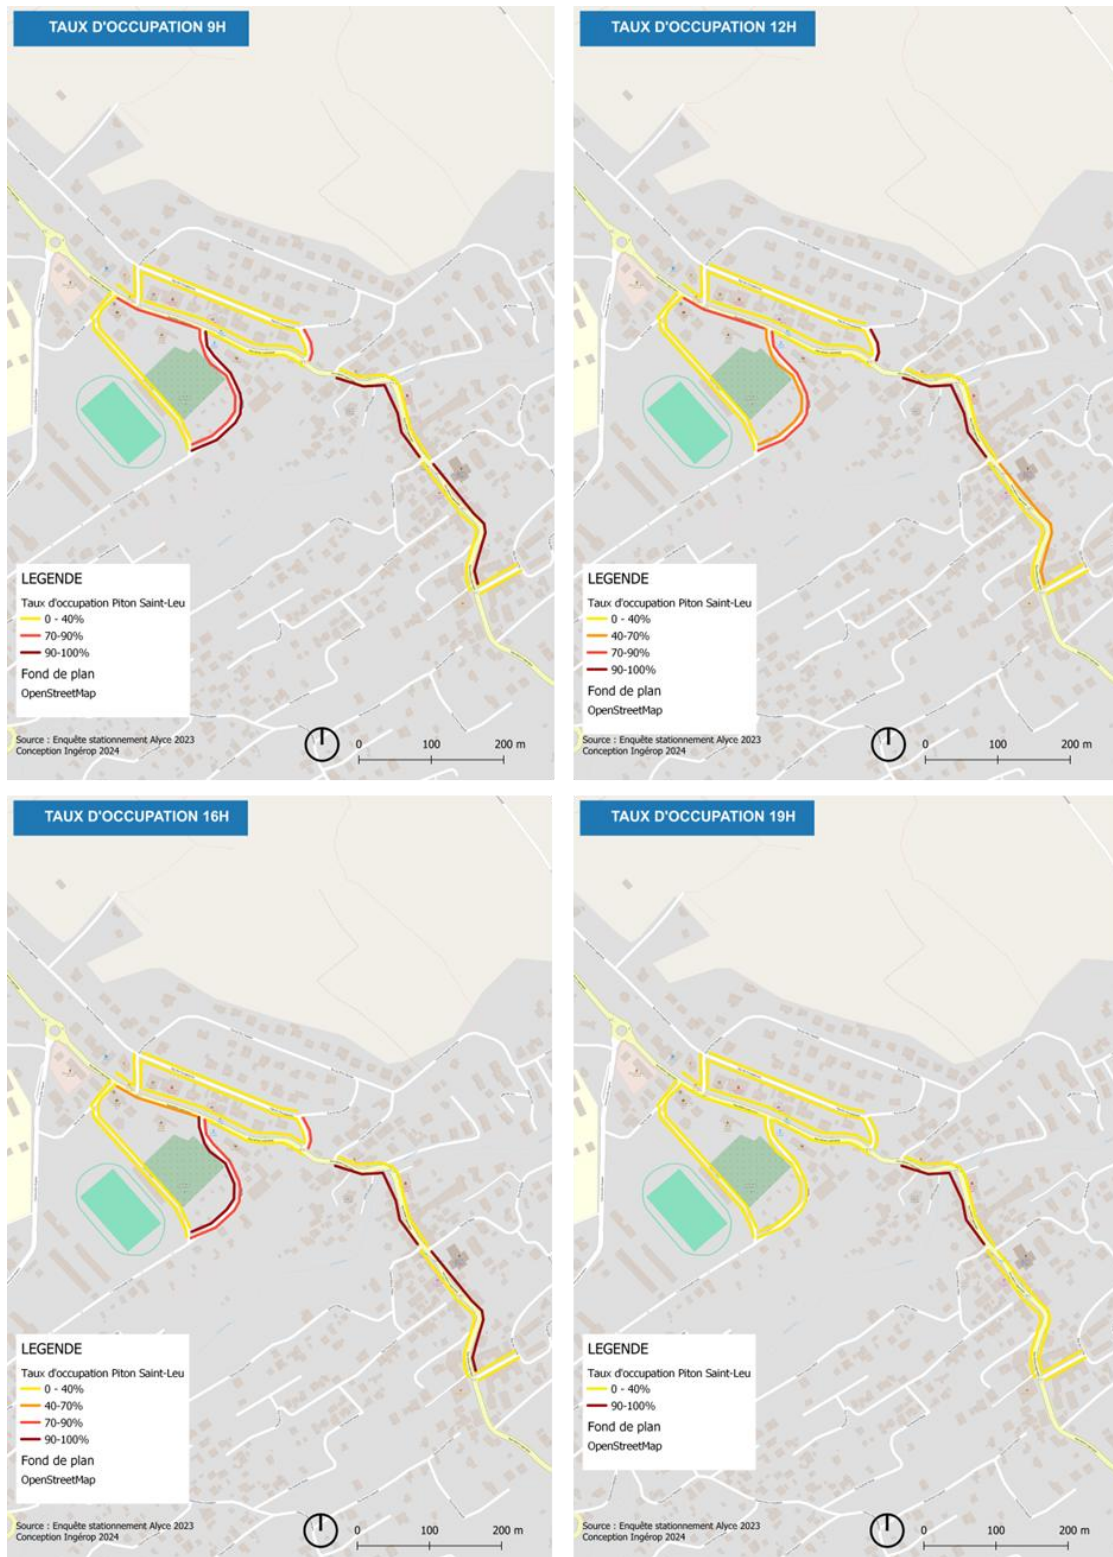 TAUX D'OCCUPATION 9H
LEGENDE
Taux d'occupation Piton Saint-Leu
0 - 40%
70-90%
90-100%
Fond de plan
OpenStreetMap
Source : Enquête stationnement Alyce 2023
Conception Ingérop 2024
0 100 200 m
TAUX D'OCCUPATION 12H
LEGENDE
Taux d'occupation Piton Saint-Leu
0 - 40%
40-70%
70-90%
90-100%
Fond de plan
OpenStreetMap
Source : Enquête stationnement Alyce 2023
Conception Ingérop 2024
0 100 200 m
TAUX D'OCCUPATION 16H
LEGENDE
Taux d'occupation Piton Saint-Leu
0 - 40%
40-70%
70-90%
90-100%
Fond de plan
OpenStreetMap
Source : Enquête stationnement Alyce 2023
Conception Ingérop 2024
0 100 200 m
TAUX D'OCCUPATION 19H
LEGENDE
Taux d'occupation Piton Saint-Leu
0 - 40%
90-100%
Fond de plan
OpenStreetMap
Source : Enquête stationnement Alyce 2023
Conception Ingérop 2024
0 100 200 m